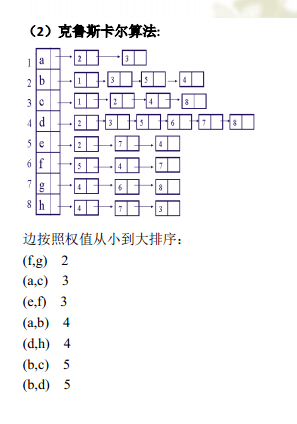 （2）克鲁斯卡尔算法:
1 a 2 3
2 b 1 3 5 4
3 c 1 2 4 8
4 d 2 3 5 6 7 8
5 e 2 7 4
6 f 5 4 7
7 g 4 6 8
8 h 4 7 3
边按照权值从小到大排序：
(f,g) 2
(a,c) 3
(e,f) 3
(a,b) 4
(d,h) 4
(b,c) 5
(b,d) 5